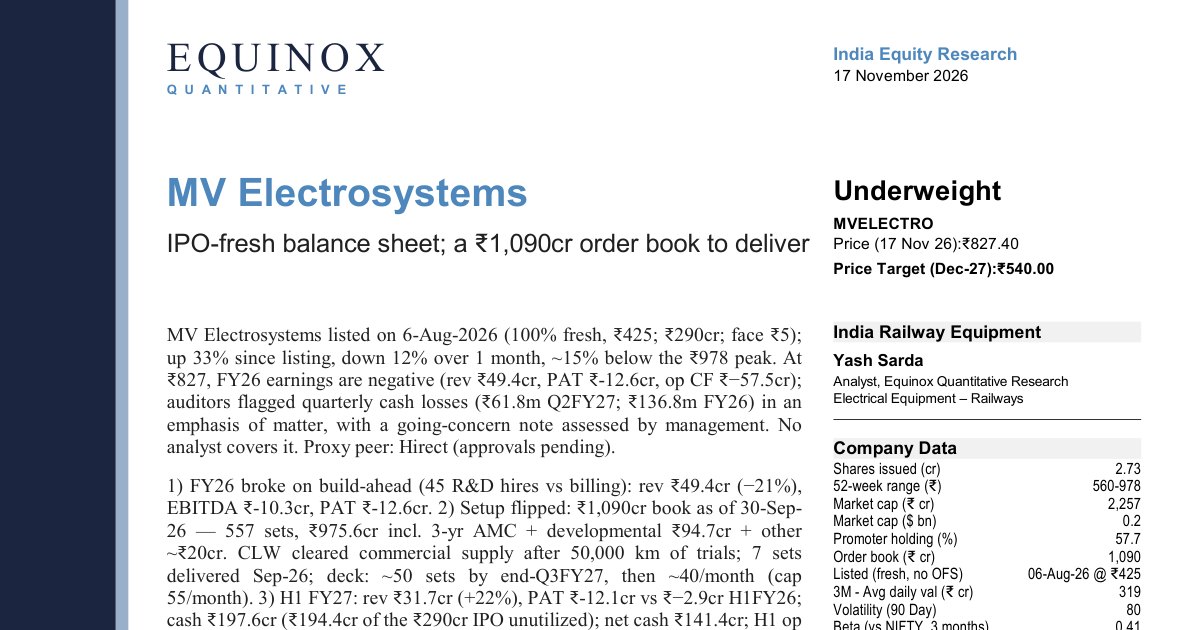 EQUINOX
QUANTITATIVE
India Equity Research
17 November 2026
MV Electrosystems
IPO-fresh balance sheet; a ₹1,090cr order book to deliver
Underweight
MVELECTRO
Price (17 Nov 26):₹827.40
Price Target (Dec-27):₹540.00
MV Electrosystems listed on 6-Aug-2026 (100% fresh, ₹425; ₹290cr; face ₹5);
up 33% since listing, down 12% over 1 month, ~15% below the ₹978 peak. At
₹827, FY26 earnings are negative (rev ₹49.4cr, PAT ₹-12.6cr, op CF ₹−57.5cr);
auditors flagged quarterly cash losses (₹61.8m Q2FY27; ₹136.8m FY26) in an
emphasis of matter, with a going-concern note assessed by management. No
analyst covers it. Proxy peer: Hirect (approvals pending).
1) FY26 broke on build-ahead (45 R&D hires vs billing): rev ₹49.4cr (−21%),
EBITDA ₹-10.3cr, PAT ₹-12.6cr. 2) Setup flipped: ₹1,090cr book as of 30-Sep-
26 — 557 sets, ₹975.6cr incl. 3-yr AMC + developmental ₹94.7cr + other
~₹20cr. CLW cleared commercial supply after 50,000 km of trials; 7 sets
delivered Sep-26; deck: ~50 sets by end-Q3FY27, then ~40/month (cap
55/month). 3) H1 FY27: rev ₹31.7cr (+22%), PAT ₹-12.1cr vs ₹−2.9cr H1FY26;
cash ₹197.6cr (₹194.4cr of the ₹290cr IPO unutilized); net cash ₹141.4cr; H1 op
India Railway Equipment
Yash Sarda
Analyst, Equinox Quantitative Research
Electrical Equipment – Railways
Company Data
Shares issued (cr) 2.73
52-week range (₹) 560-978
Market cap (₹ cr) 2,257
Market cap ($ bn) 0.2
Promoter holding (%) 57.7
Order book (₹ cr) 1,090
Listed (fresh, no OFS) 06-Aug-26 @ ₹425
3M - Avg daily val (₹ cr) 319
Volatility (90 Day) 80
Beta (vs NIFTY, 3 months) 0.41